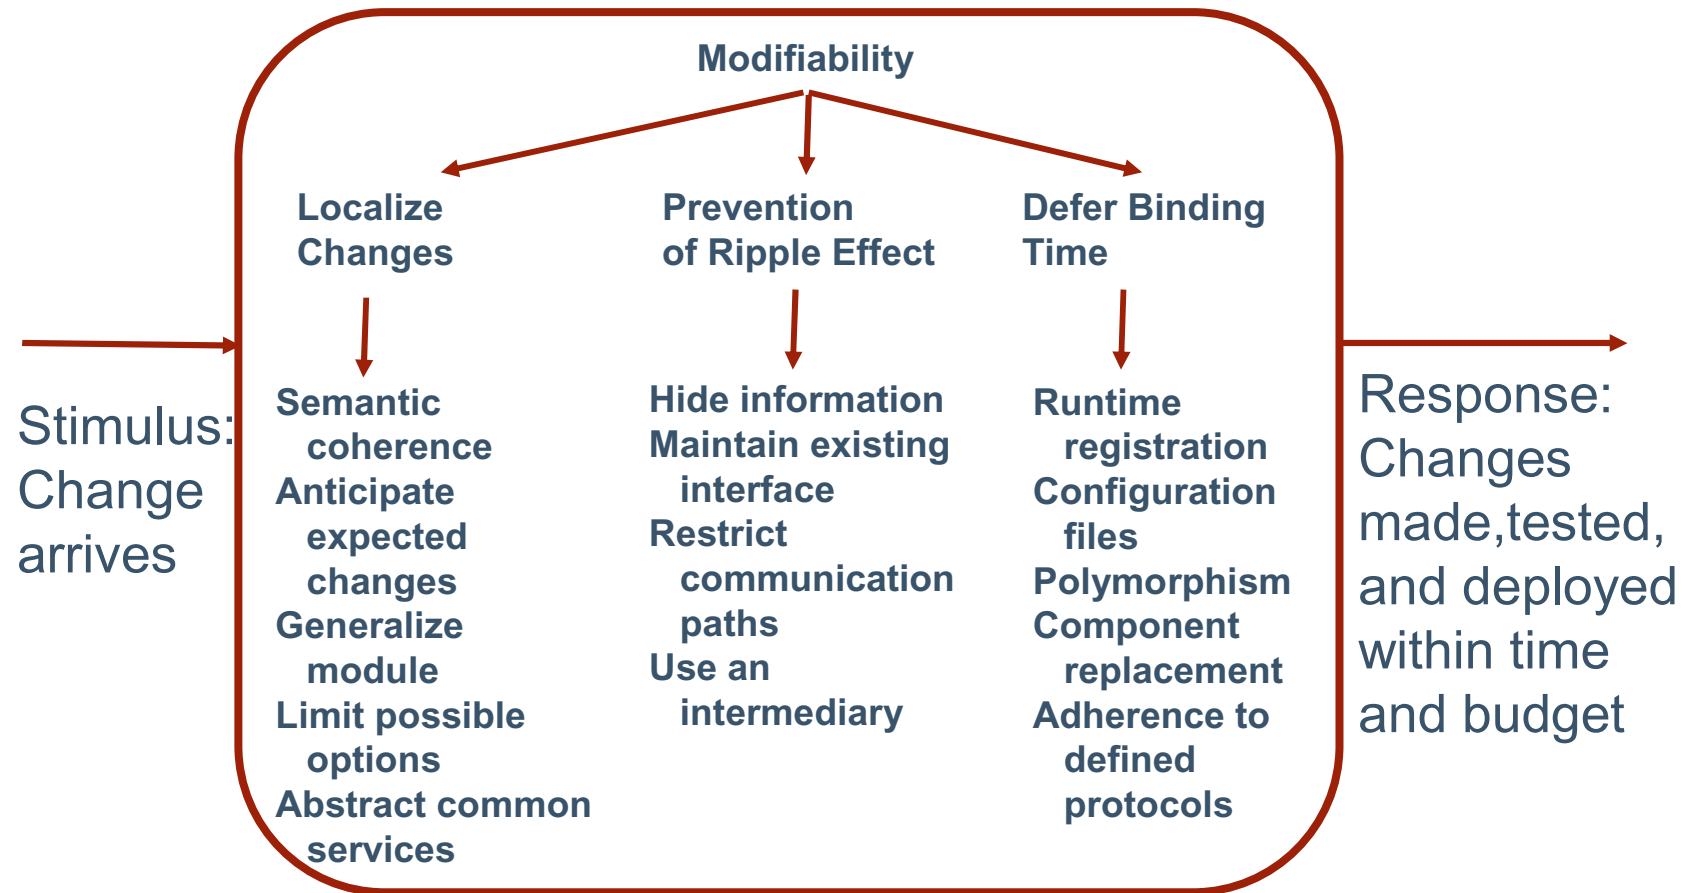 Modifiability
Localize
Changes
Prevention
of Ripple Effect
Defer Binding
Time
Stimulus:
Change
arrives
Semantic
coherence
Anticipate
expected
changes
Generalize
module
Limit possible
options
Abstract common
services
Hide information
Maintain existing
interface
Restrict
communication
paths
Use an
intermediary
Runtime
registration
Configuration
files
Polymorphism
Component
replacement
Adherence to
defined
protocols
Response:
Changes
made,tested,
and deployed
within time
and budget